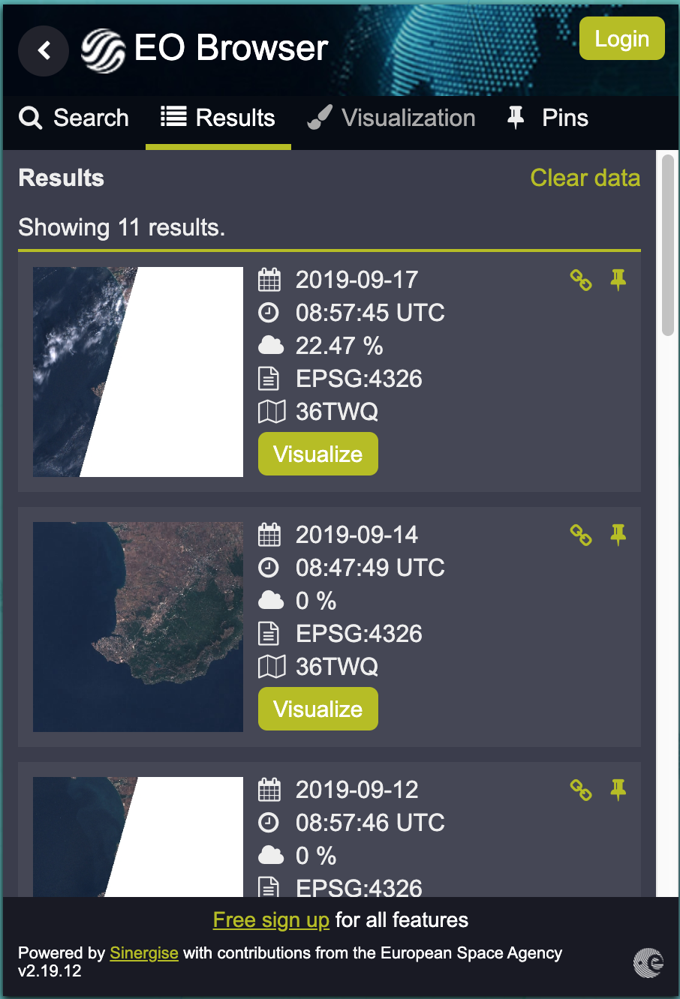 EO Browser
Login
Search
Results
Visualization
Pins
Results
Clear data
Showing 11 results.
2019-09-17
08:57:45 UTC
22.47 %
EPSG:4326
36TWQ
Visualize
2019-09-14
08:47:49 UTC
0 %
EPSG:4326
36TWQ
Visualize
2019-09-12
08:57:46 UTC
0 %
EPSG:4326
Free sign up for all features
Powered by Sinergise with contributions from the European Space Agency
v2.19.12